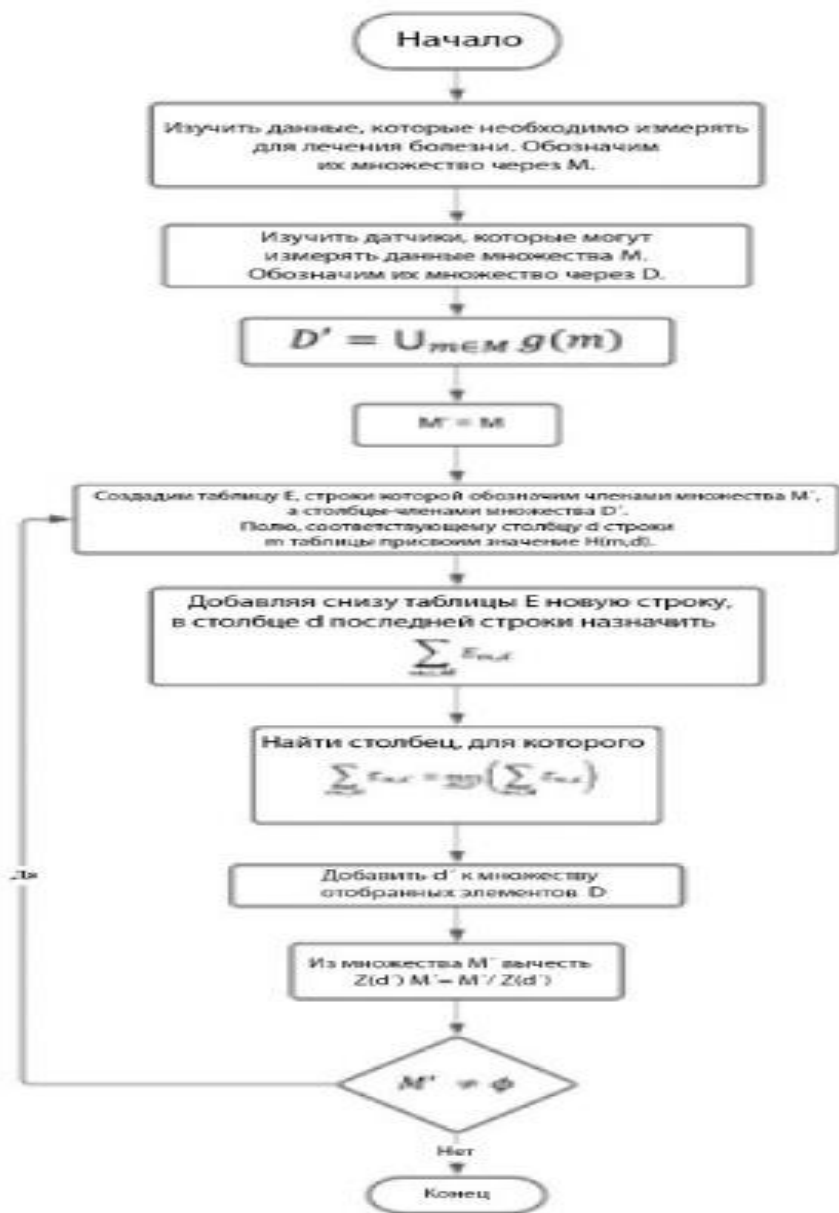 Начало
Изучить данные, которые необходимо измерять
для лечения болезни. Обозначим
их множество через М.
Изучить датчики, которые могут
измерять данные множества М.
Обозначим их множество через D.
D' = ∪m∈M g(m)
M´ = M
Создадим таблицу E, строки которой обозначим членами множества M´,
а столбцы-членами множества D´.
Полю, соответствующему столбцу d строки
m таблицы присвоим значение H(m,d).
Добавляя снизу таблицы E новую строку,
в столбце d последней строки назначить
Найти столбец, для которого
Да
Добавить d´ к множеству
отобранных элементов D
Из множества M´ вычесть
Z(d´) M´= M´/ Z(d´)
M' ≠ ϕ
Нет
Конец